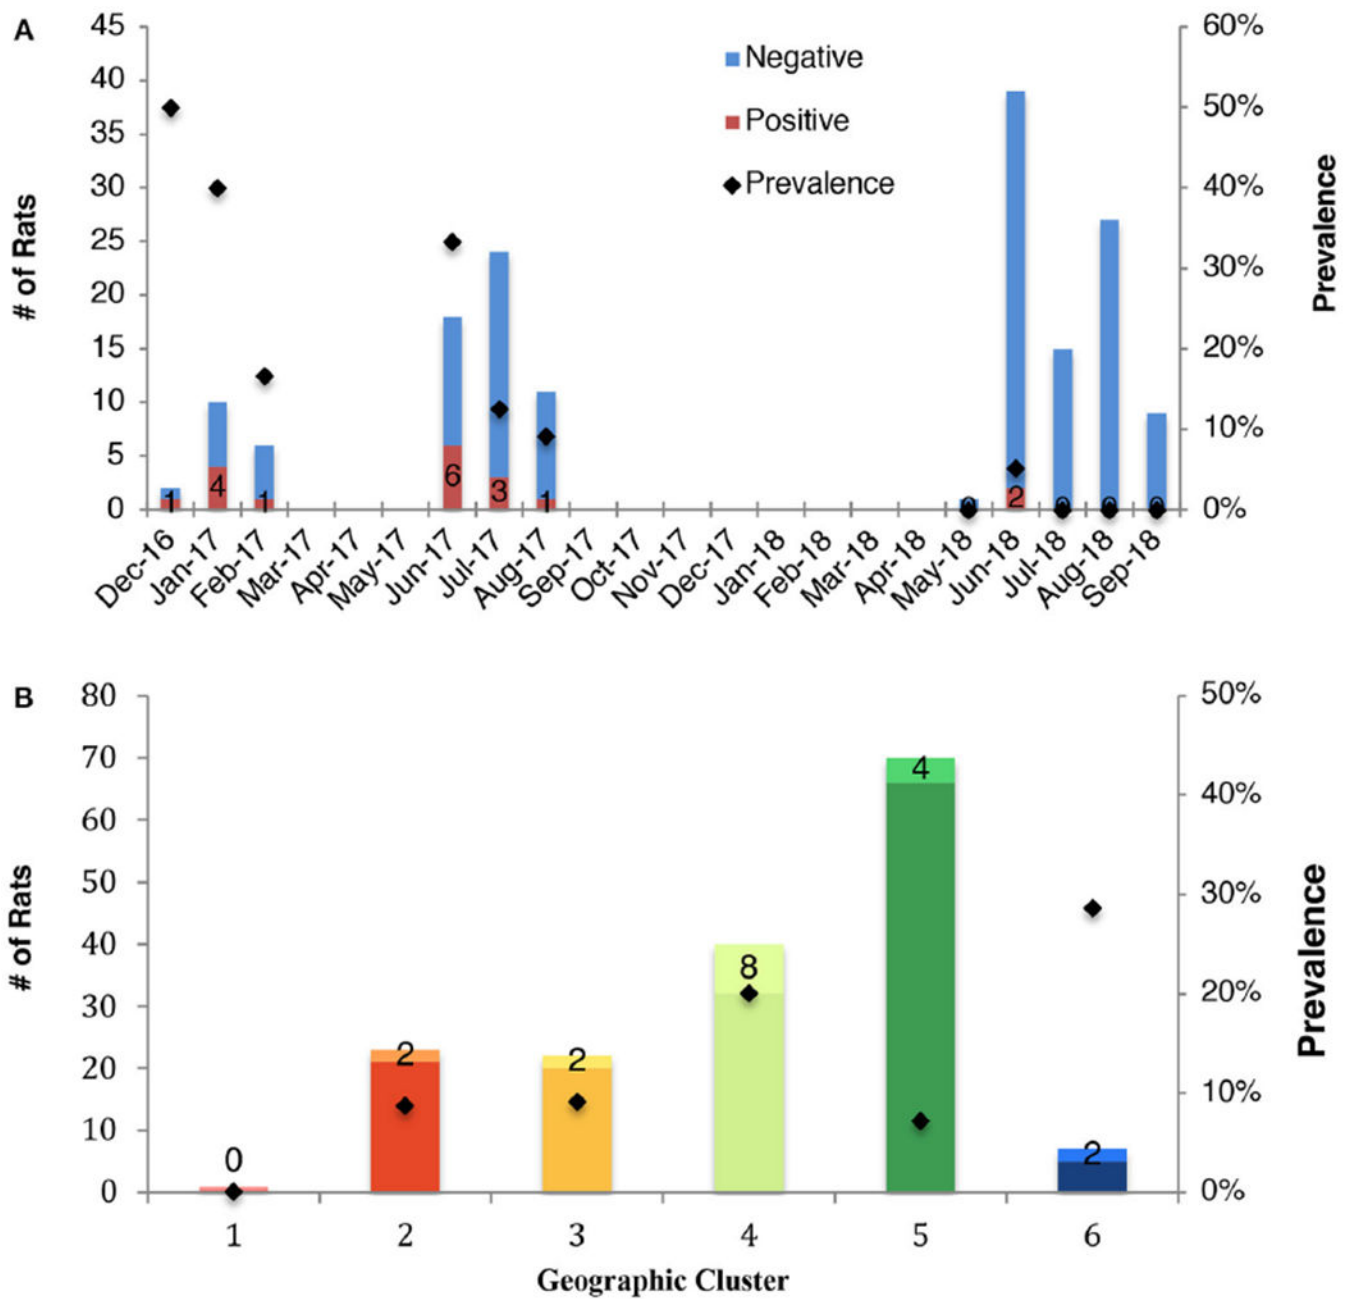 A
45
40
35
30
25
20
15
10
5
0
# of Rats
Negative
Positive
Prevalence
60%
50%
40%
30%
20%
10%
0%
Prevalence
1
4
1
6
3
1
0
2
0
0
0
Dec-16
Jan-17
Feb-17
Mar-17
Apr-17
May-17
Jun-17
Jul-17
Aug-17
Sep-17
Oct-17
Nov-17
Dec-17
Jan-18
Feb-18
Mar-18
Apr-18
May-18
Jun-18
Jul-18
Aug-18
Sep-18
B
80
70
60
50
40
30
20
10
0
# of Rats
50%
40%
30%
20%
10%
0%
Prevalence
0
2
2
8
4
2
1
2
3
4
5
6
Geographic Cluster